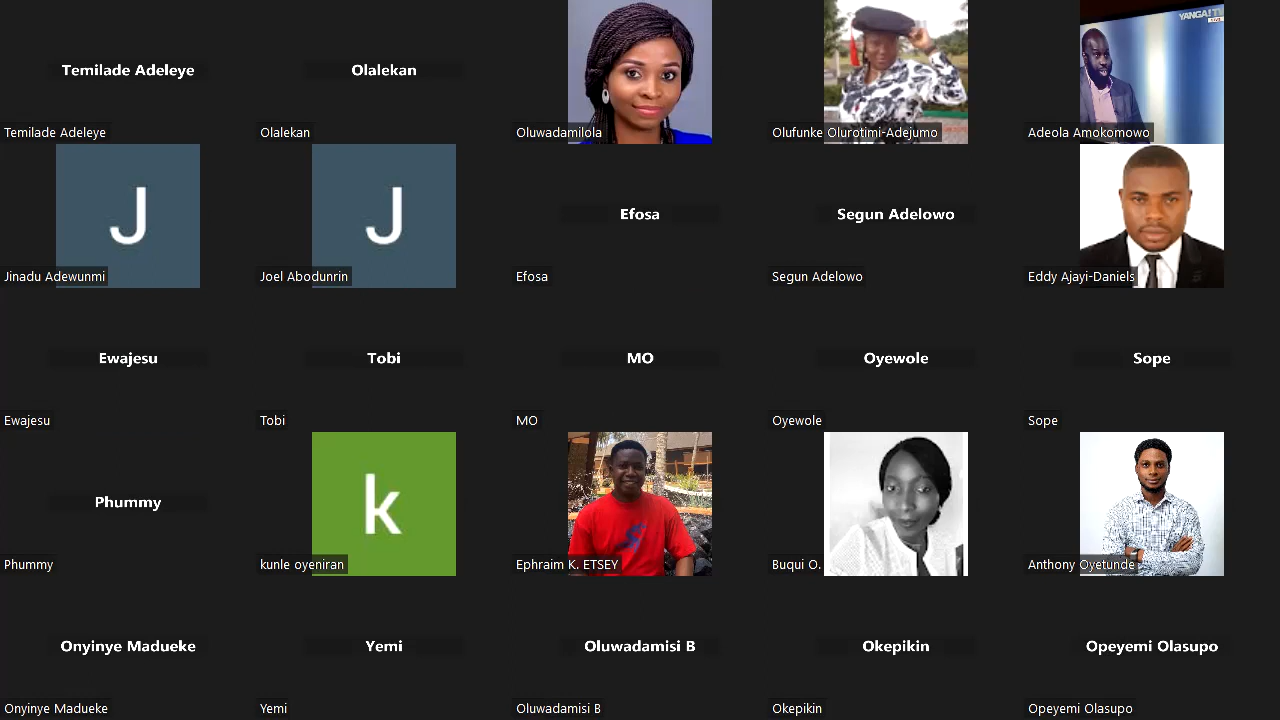 Temilade Adeleye
Olalekan
YANGA! TV
LIVE
Temilade Adeleye
Olalekan
Oluwadamilola
Olufunke Olurotimi-Adejumo
Adeola Amokomowo
J
J
Efosa
Segun Adelowo
Jinadu Adewunmi
Joel Abodunrin
Efosa
Segun Adelowo
Eddy Ajayi-Daniels
Ewajesu
Tobi
MO
Oyewole
Sope
Ewajesu
Tobi
MO
Oyewole
Sope
Phummy
k
Phummy
kunle oyeniran
Ephraim K. ETSEY
Buqui O.
Anthony Oyetunde
Onyinye Madueke
Yemi
Oluwadamisi B
Okepikin
Opeyemi Olasupo
Onyinye Madueke
Yemi
Oluwadamisi B
Okepikin
Opeyemi Olasupo